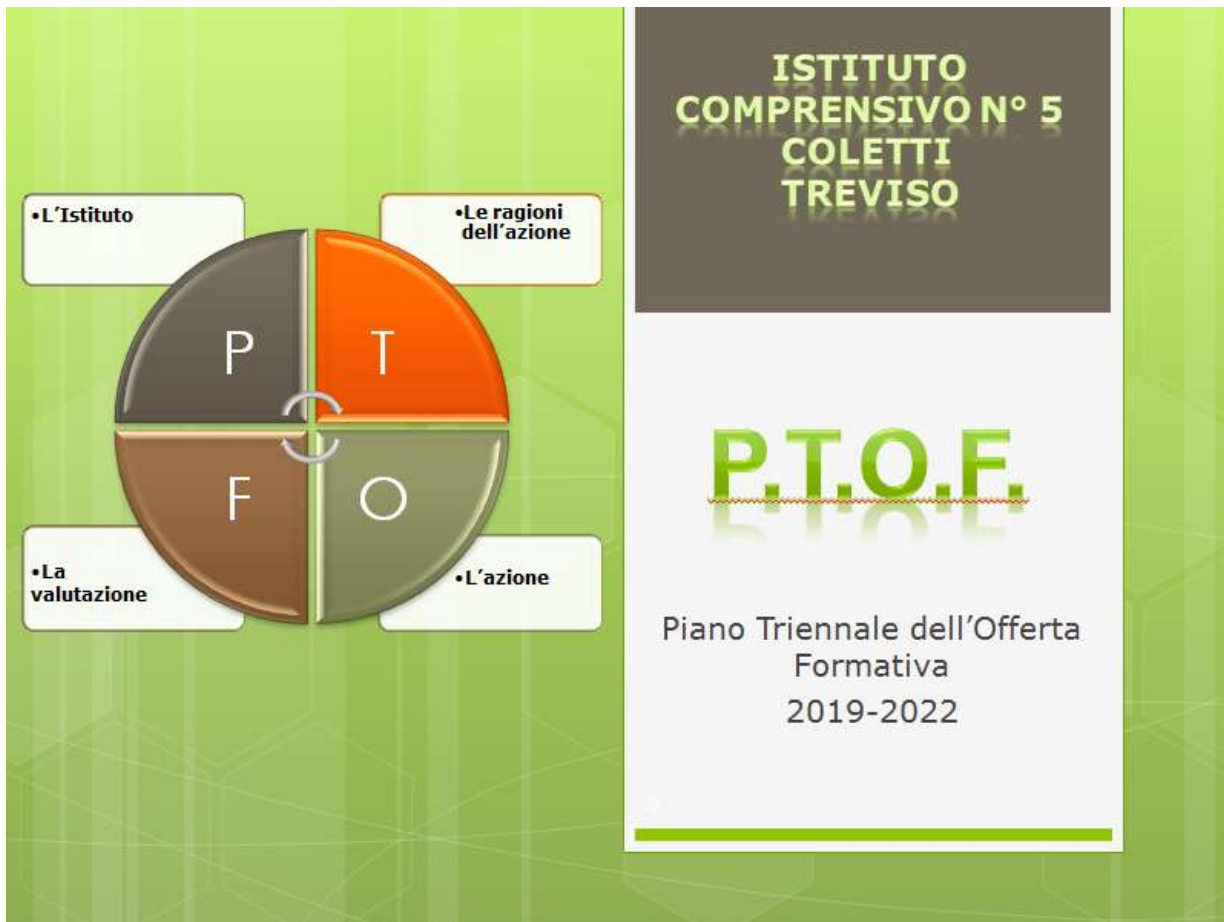 •L’Istituto
•Le ragioni
dell’azione
P
T
F
O
•La
valutazione
•L’azione
ISTITUTO
COMPRENSIVO N° 5
COLETTI
TREVISO
P.T.O.F.
Piano Triennale dell’Offerta
Formativa
2019-2022